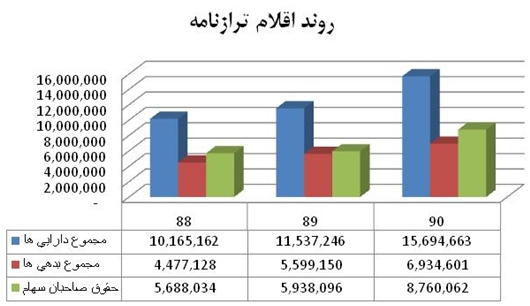 روند اقلام ترازنامه
16,000,000
14,000,000
12,000,000
10,000,000
8,000,000
6,000,000
4,000,000
2,000,000
-
88 89 90
مجموع دارایی ها 10,165,162 11,537,246 15,694,663
مجموع بدهی ها 4,477,128 5,599,150 6,934,601
حقوق صاحبان سهام 5,688,034 5,938,096 8,760,062